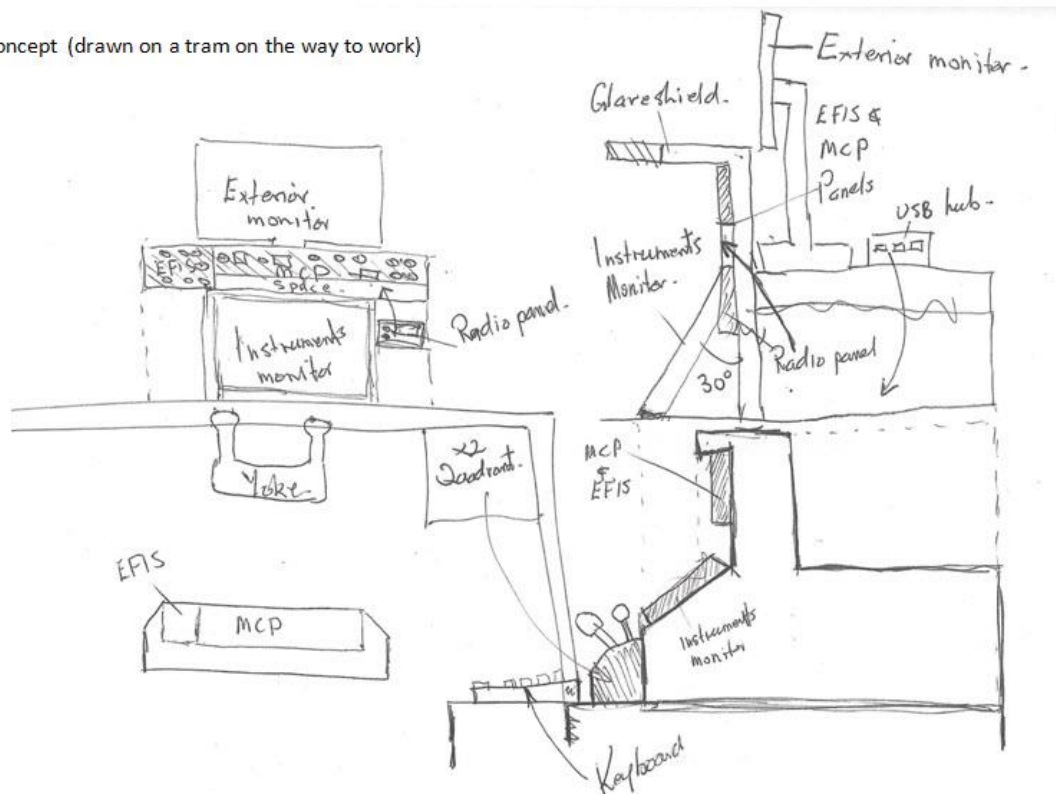 oncept (drawn on a tram on the way to work)
Exterior monitor.
Glareshield.
EFIS &
MCP
Panels
USB hub.
Exterior
monitor
EFIS
MCP
Space.
Instruments
Monitor.
Radio panel.
Instruments
monitor
Radio panel
30°
x2
Quadrant.
Yoke
MCP
&
EFIS
EFIS
MCP
Instruments
monitor
Keyboard